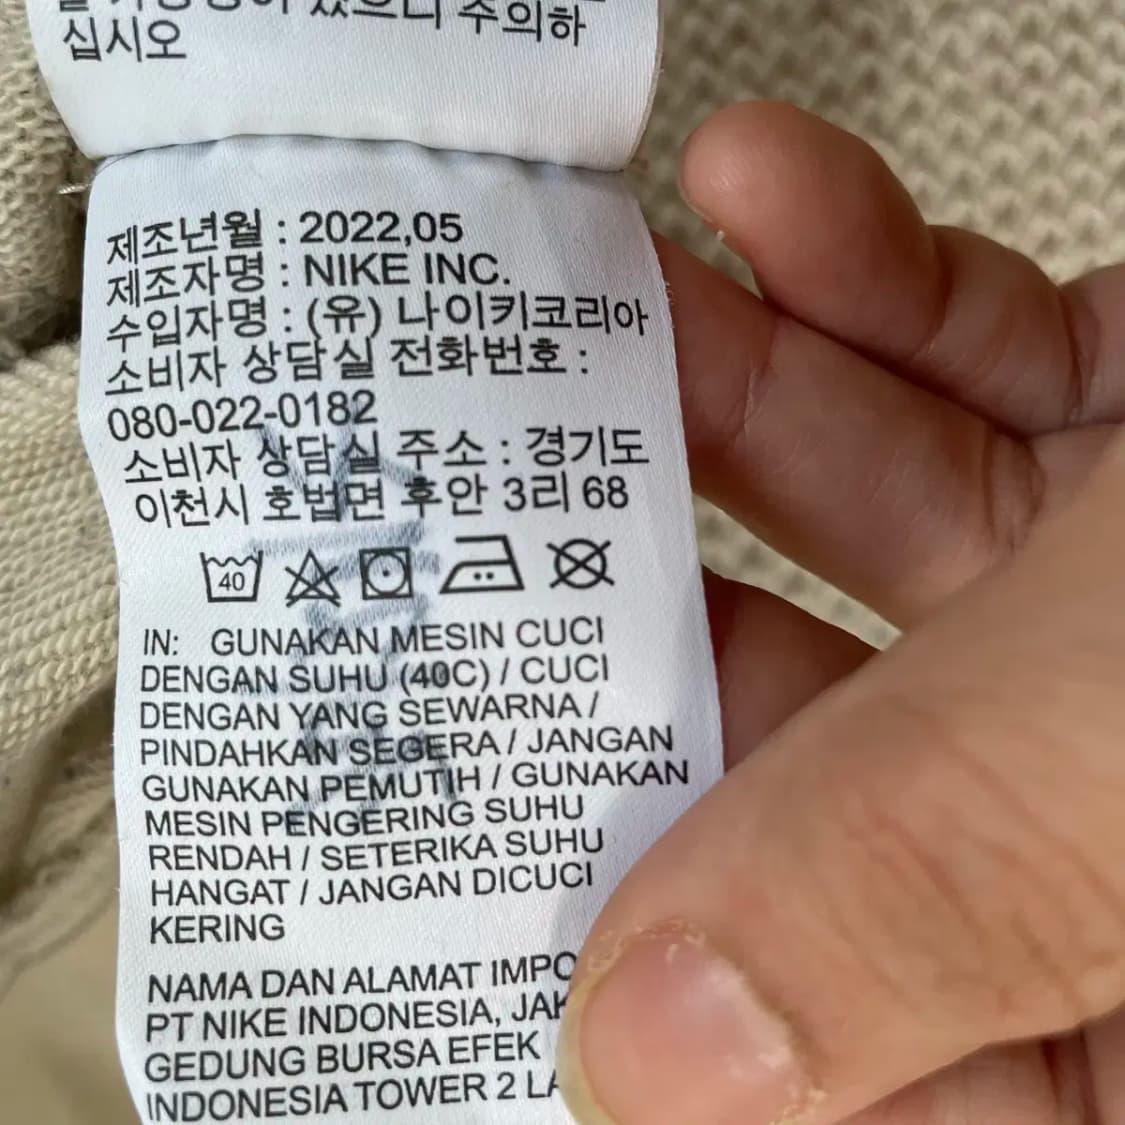 십시오
제조년월 : 2022,05
제조자명 : NIKE INC.
수입자명 : (유) 나이키코리아
소비자 상담실 전화번호 :
080-022-0182
소비자 상담실 주소 : 경기도
이천시 호법면 후안 3리 68
40
IN: GUNAKAN MESIN CUCI
DENGAN SUHU (40C) / CUCI
DENGAN YANG SEWARNA /
PINDAHKAN SEGERA / JANGAN
GUNAKAN PEMUTIH / GUNAKAN
MESIN PENGERING SUHU
RENDAH / SETERIKA SUHU
HANGAT / JANGAN DICUCI
KERING
NAMA DAN ALAMAT
PT NIKE INDONESIA,
GEDUNG BURSA EFEK
INDONESIA TOWER 2